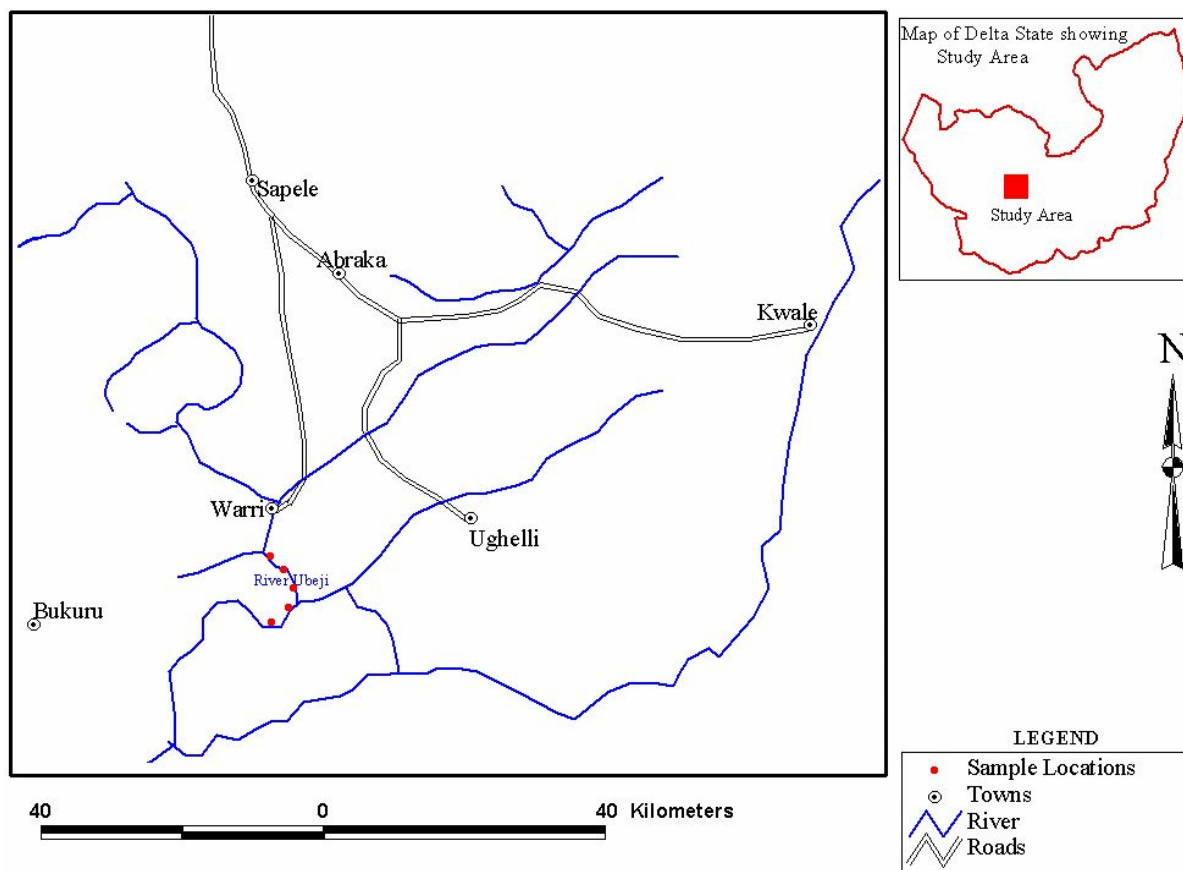 Sapele
Abraka
Kwale
Warri
Ughelli
River Ubeji
Bukuru
40 0 40 Kilometers
Map of Delta State showing
Study Area
Study Area
N
LEGEND
Sample Locations
Towns
River
Roads